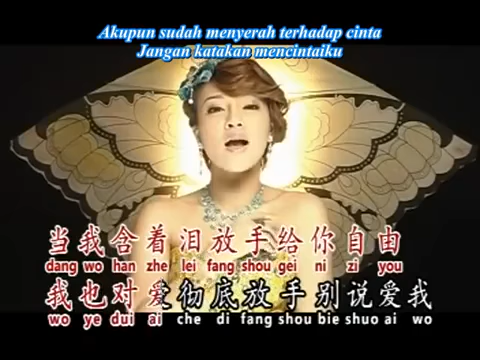 Akupun sudah menyerah terhadap cinta
Jangan katakan mencintaiku
当我含着泪放手给你自由
dang wo han zhe lei fang shou gei ni zi you
我也对爱彻底放手别说爱我
wo ye dui ai che di fang shou bie shuo ai wo